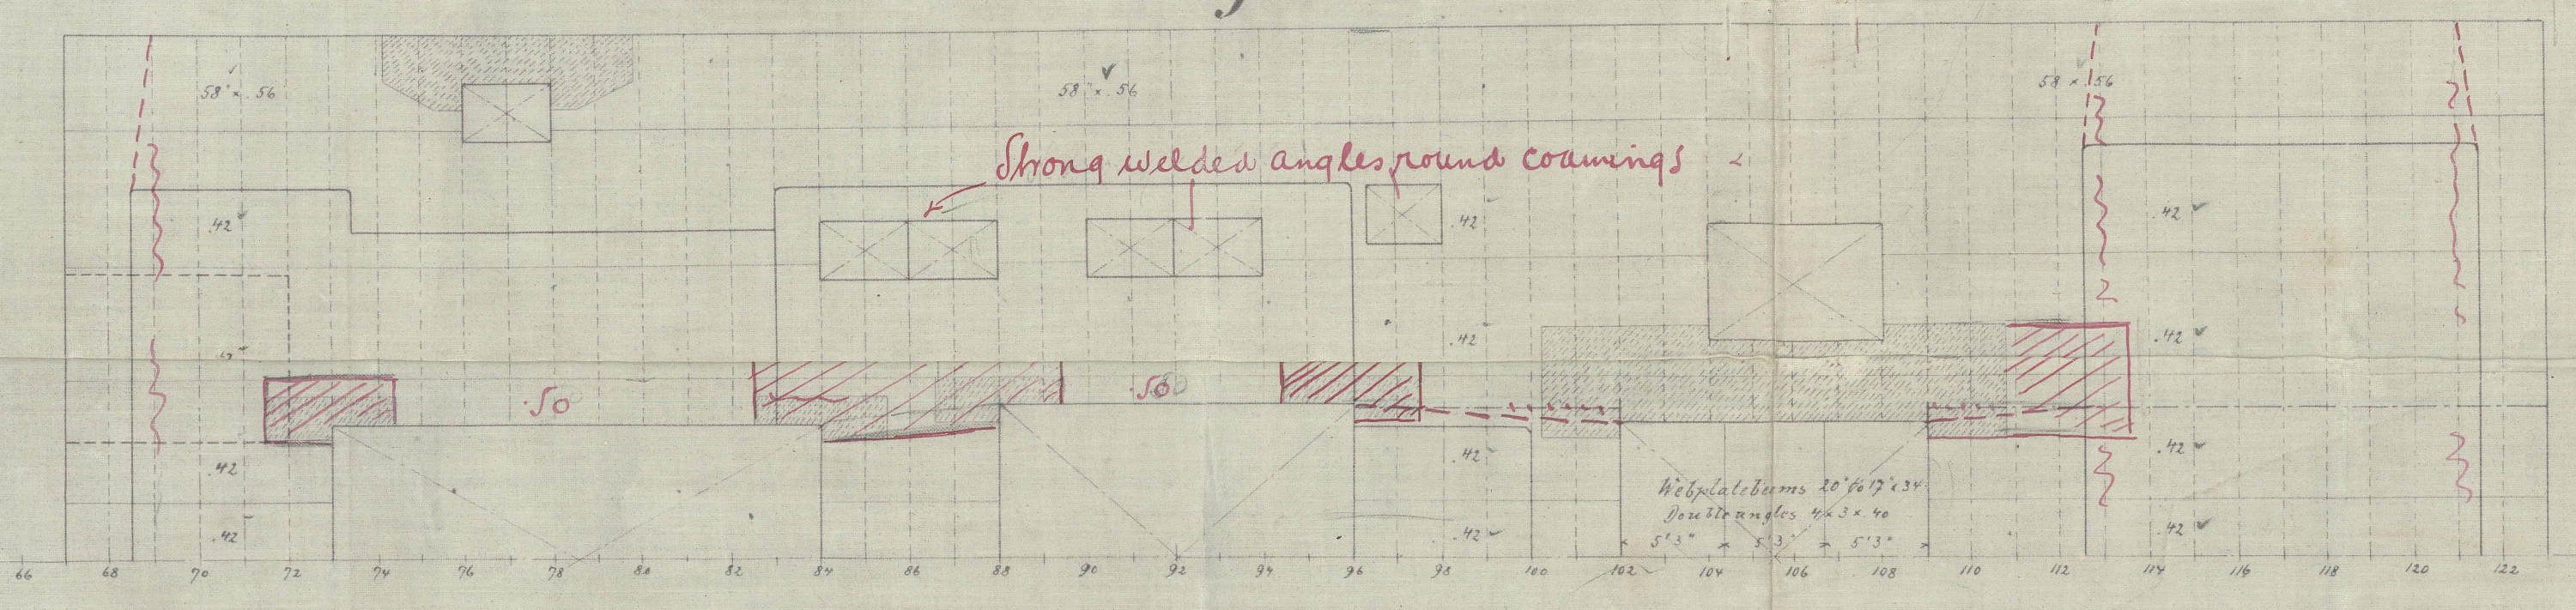 58" × .56
58" × .56
58 × .56
Strong welded angles round coamings
.42
.42
.42
.42
.42
.50
.50
.42
.42
.42
Webplatebeams 20" to 17" × 34
Double angles 4 × 3 × .40
.42
.42
.42
5'3" 5'3" 5'3"
66 68 70 72 74 76 78 80 82 84 86 88 90 92 94 96 98 100 102 104 106 108 110 112 114 116 118 120 122